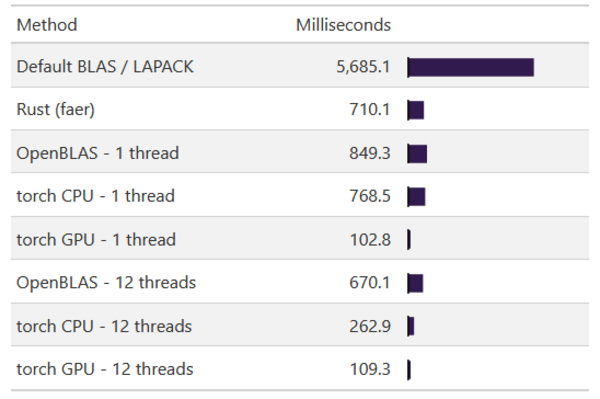 Method Milliseconds
Default BLAS / LAPACK 5,685.1
Rust (faer) 710.1
OpenBLAS - 1 thread 849.3
torch CPU - 1 thread 768.5
torch GPU - 1 thread 102.8
OpenBLAS - 12 threads 670.1
torch CPU - 12 threads 262.9
torch GPU - 12 threads 109.3